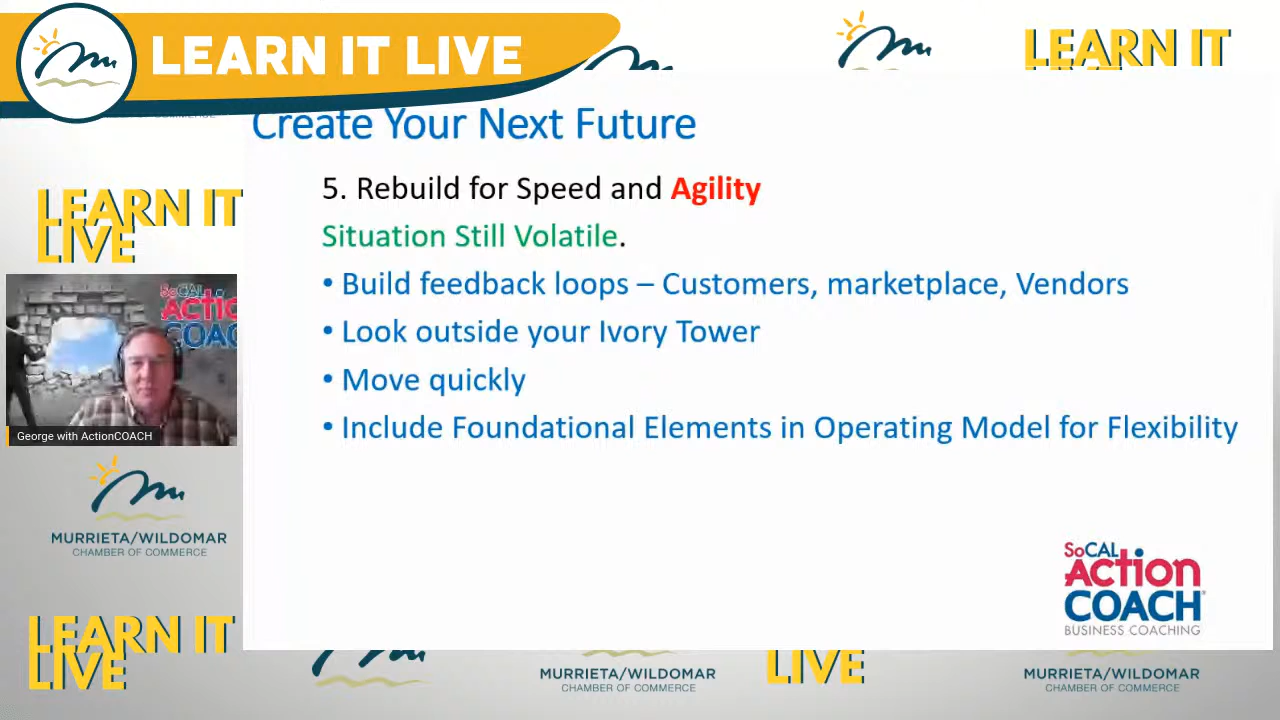 LEARN IT LIVE
LEARN IT
Create Your Next Future
5. Rebuild for Speed and Agility
Situation Still Volatile.
• Build feedback loops – Customers, marketplace, Vendors
• Look outside your Ivory Tower
• Move quickly
• Include Foundational Elements in Operating Model for Flexibility
LEARN IT
LIVE
SoCAL
ACTIO
COAC
George with ActionCOACH
MURRIETA/WILDOMAR
CHAMBER OF COMMERCE
SoCAL
Action
COACH
BUSINESS COACHING
LEARN IT
LIVE
MURRIETA/WILDOMAR
CHAMBER OF COMMERCE
LIVE
MURRIETA/WILDOMAR
CHAMBER OF COMMERCE